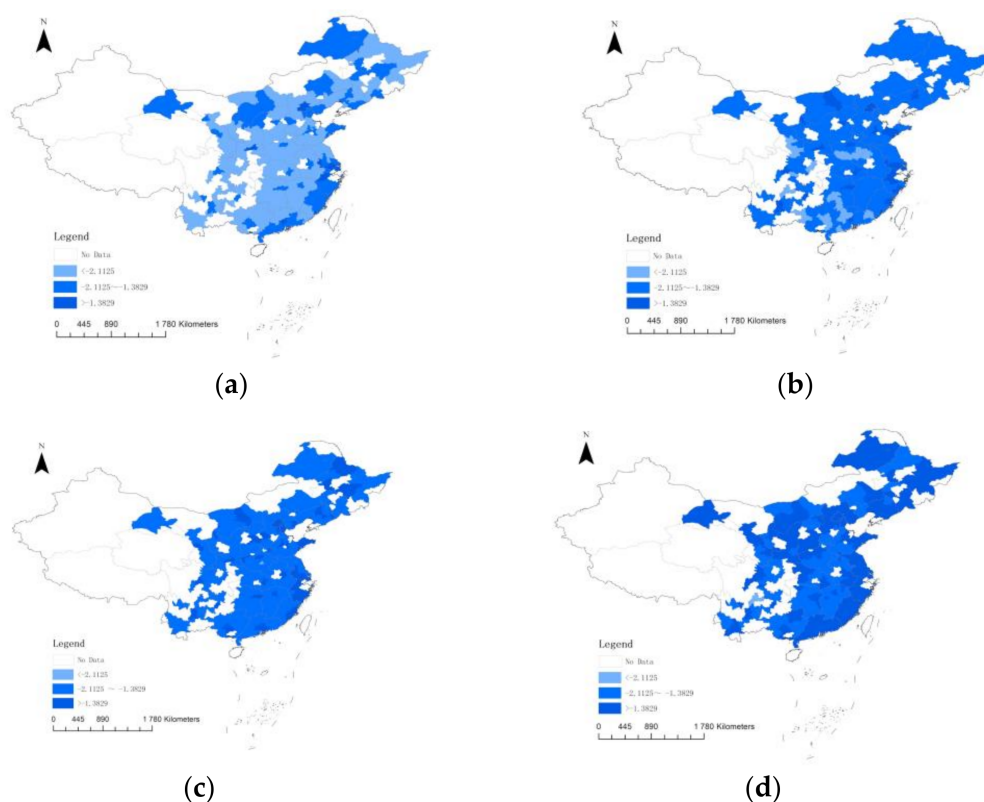 N
Legend
No Data
<-2.1125
-2.1125～-1.3829
>-1.3829
0 445 890 1 780 Kilometers
(a)
N
Legend
No Data
<-2.1125
-2.1125～-1.3829
>-1.3829
0 445 890 1 780 Kilometers
(b)
N
Legend
No Data
<-2.1125
-2.1125 ～ -1.3829
>-1.3829
0 445 890 1 780 Kilometers
(c)
N
Legend
No Data
<-2.1125
-2.1125～ -1.3829
>-1.3829
0 445 890 1 780 Kilometers
(d)